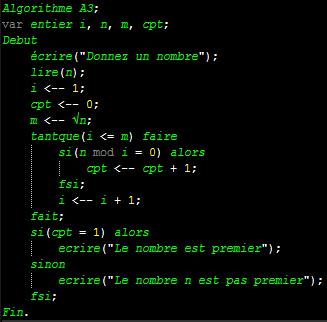 Algorithme A3;
var entier i, n, m, cpt;
Debut
écrire("Donnez un nombre");
lire(n);
i <-- 1;
cpt <-- 0;
m <-- √n;
tantque(i <= m) faire
si(n mod i = 0) alors
cpt <-- cpt + 1;
fsi;
i <-- i + 1;
fait;
si(cpt = 1) alors
ecrire("Le nombre est premier");
sinon
ecrire("Le nombre n est pas premier");
fsi;
Fin.